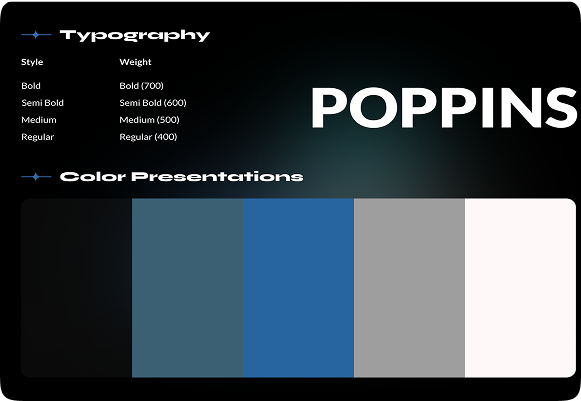 Typography
Style Weight
Bold Bold (700)
Semi Bold Semi Bold (600)
Medium Medium (500)
Regular Regular (400)
POPPINS
Color Presentations